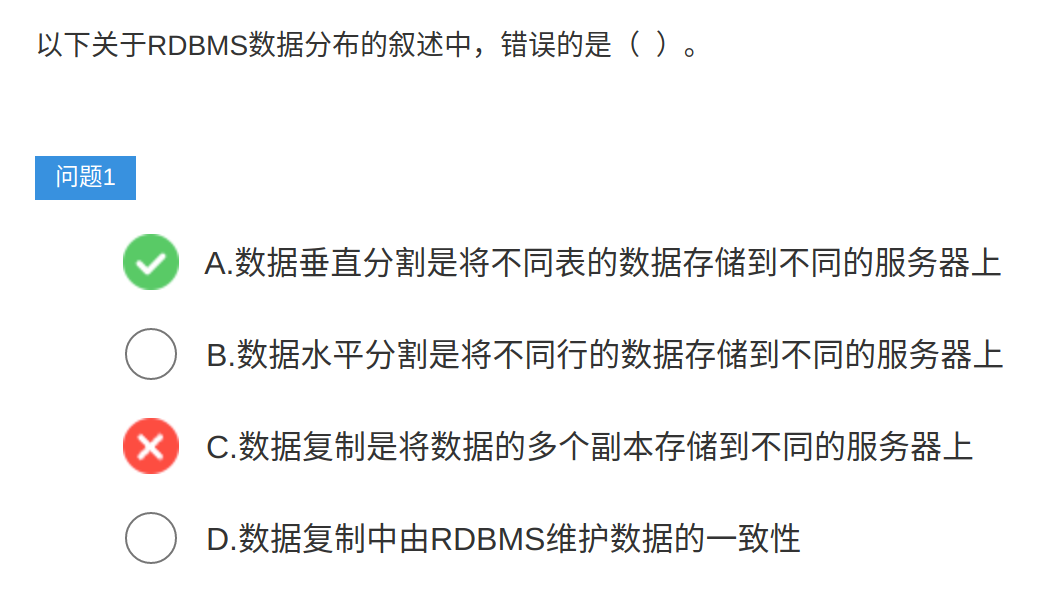 以下关于RDBMS数据分布的叙述中，错误的是（ ）。
问题1
A.数据垂直分割是将不同表的数据存储到不同的服务器上
B.数据水平分割是将不同行的数据存储到不同的服务器上
C.数据复制是将数据的多个副本存储到不同的服务器上
D.数据复制中由RDBMS维护数据的一致性